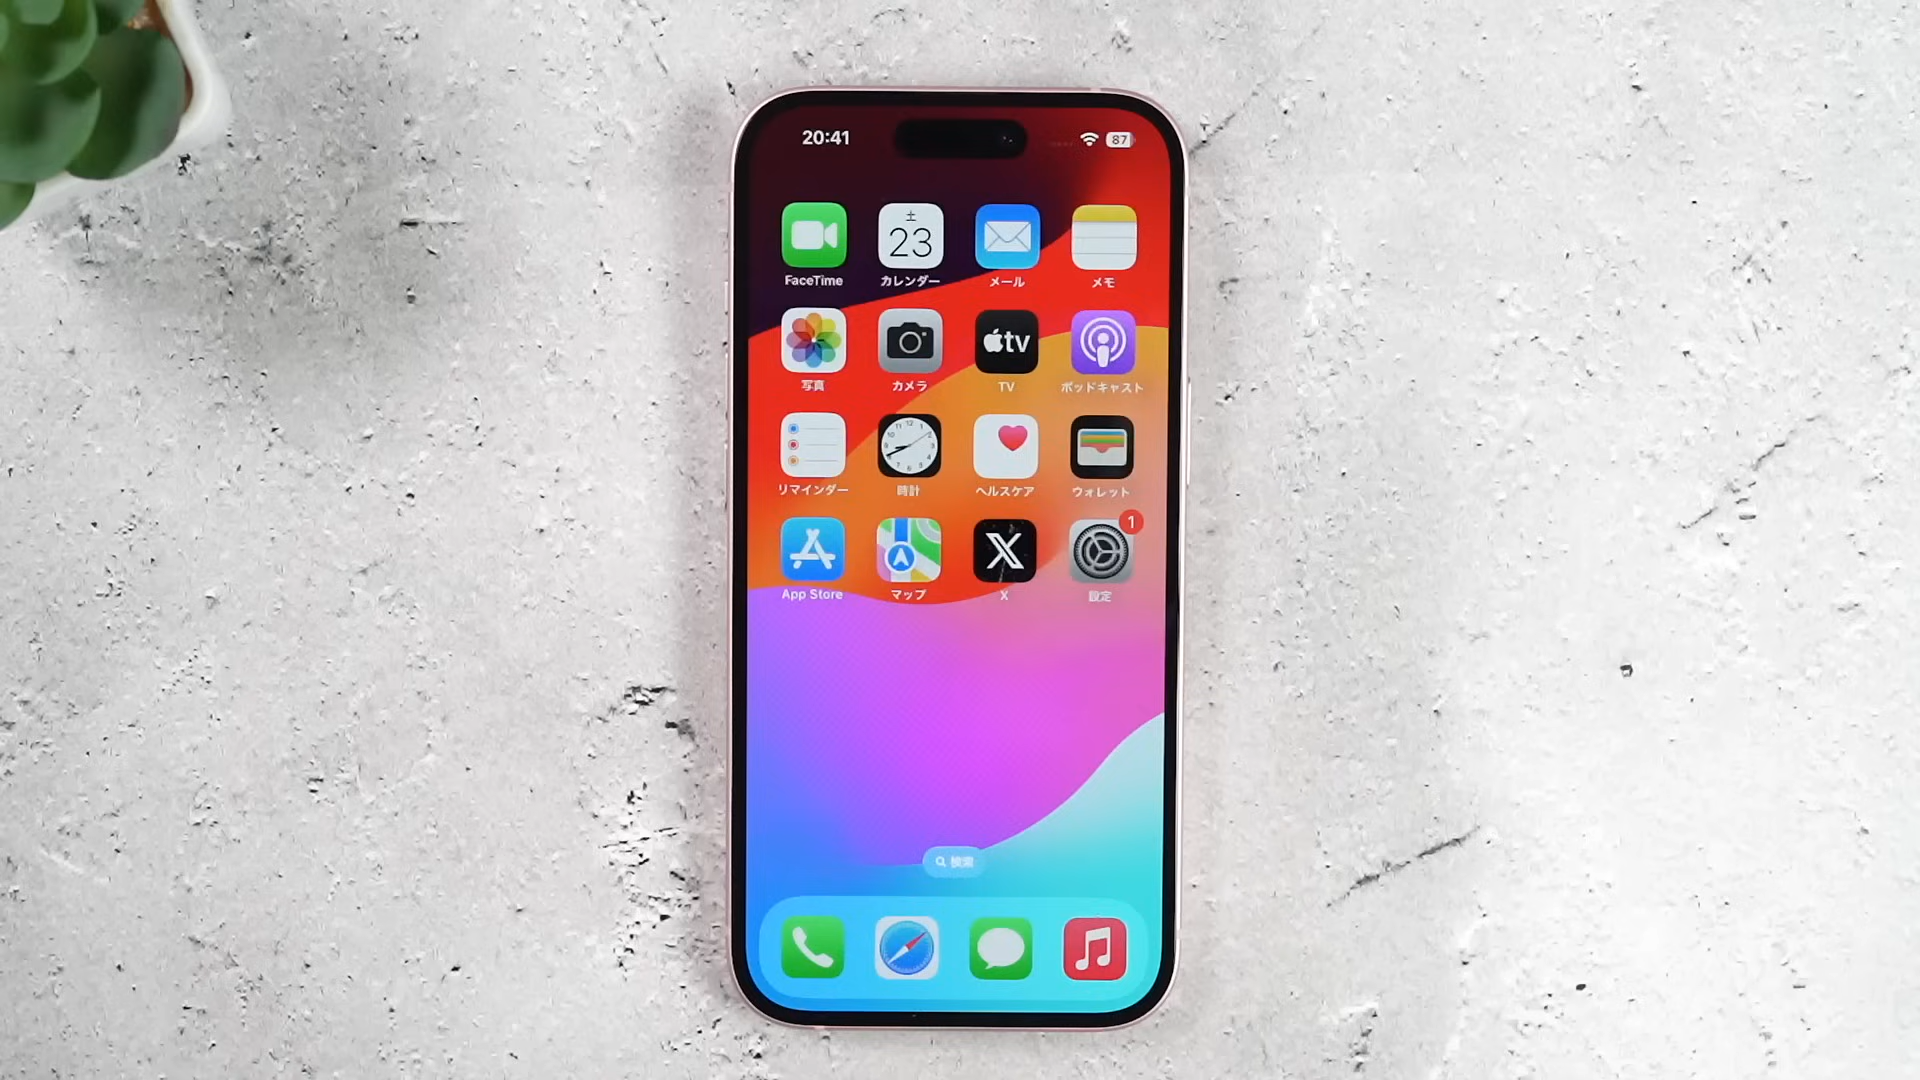 20:41
87
土
23
FaceTime
カレンダー
メール
メモ
tv
写真
カメラ
TV
ポッドキャスト
リマインダー
時計
ヘルスケア
ウォレット
1
App Store
マップ
X
設定
検索